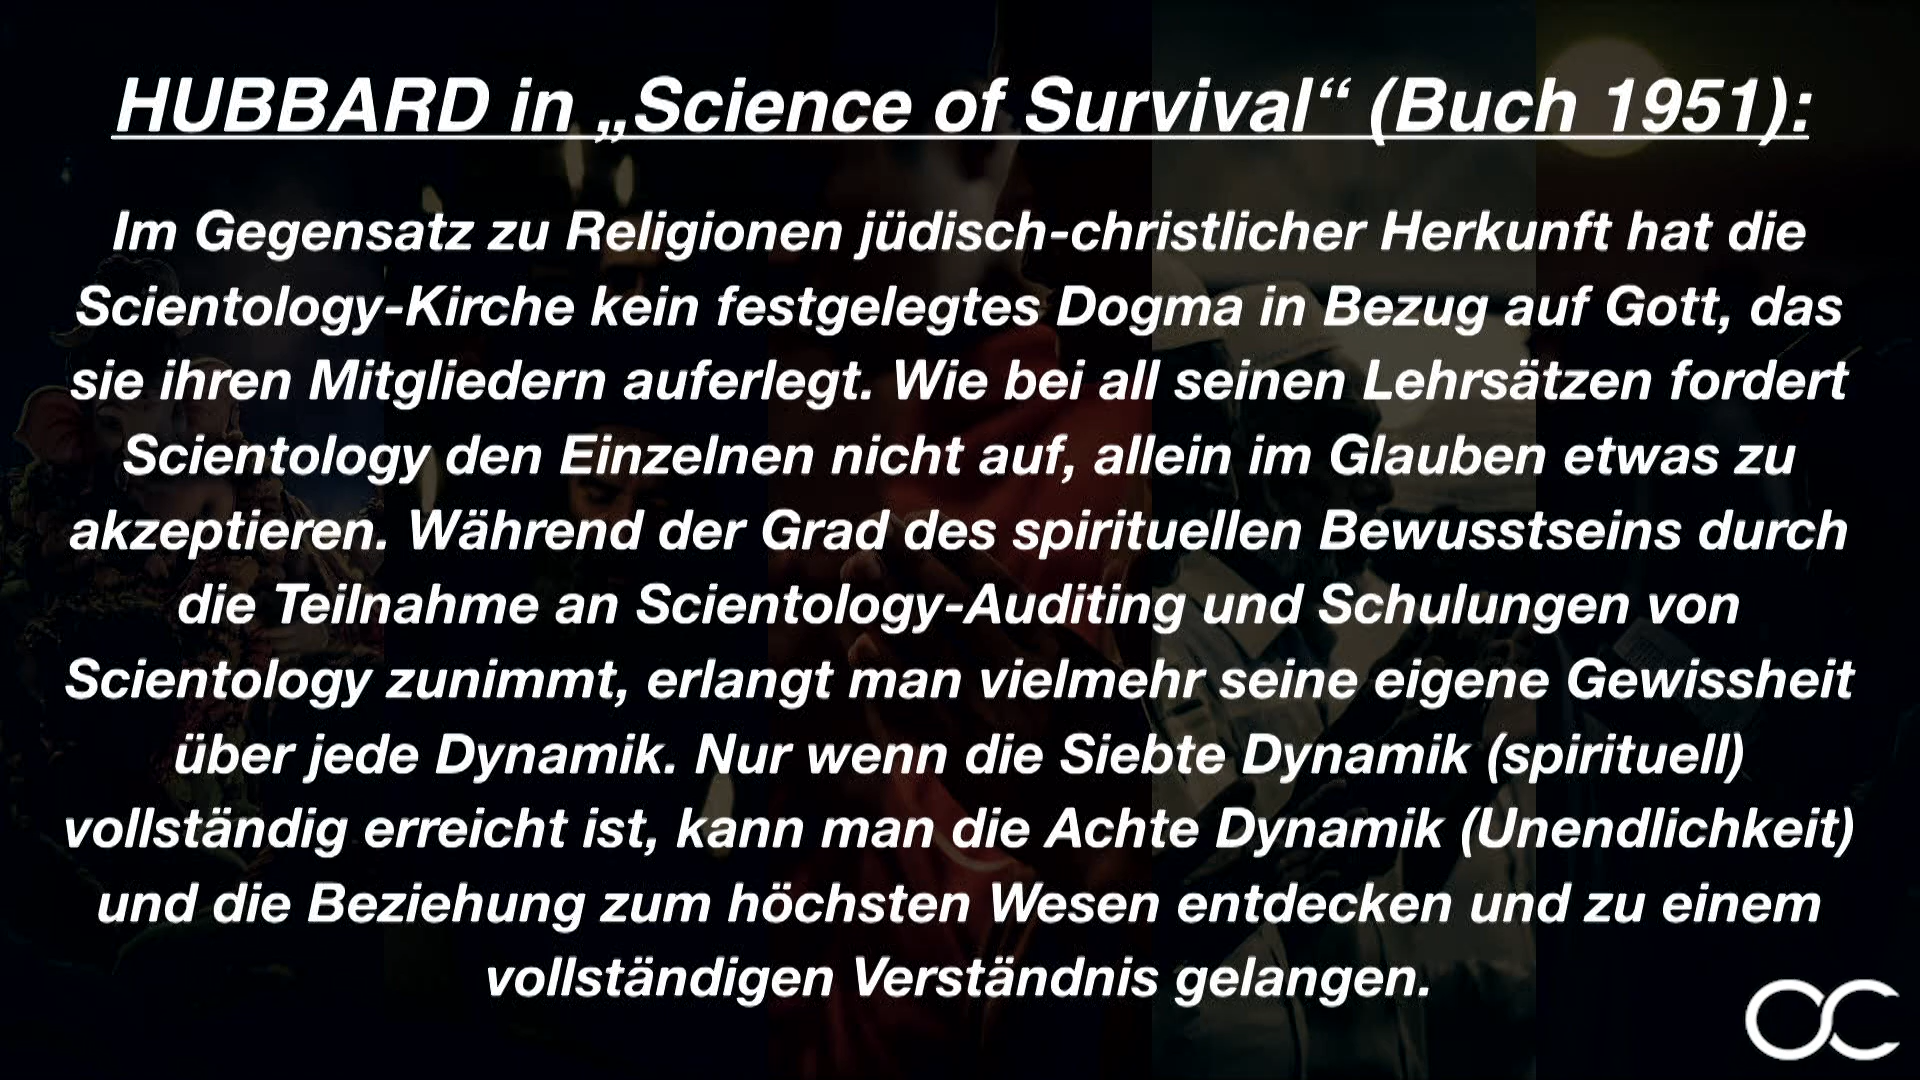 HUBBARD in „Science of Survival“ (Buch 1951):
Im Gegensatz zu Religionen jüdisch-christlicher Herkunft hat die
Scientology-Kirche kein festgelegtes Dogma in Bezug auf Gott, das
sie ihren Mitgliedern auferlegt. Wie bei all seinen Lehrsätzen fordert
Scientology den Einzelnen nicht auf, allein im Glauben etwas zu
akzeptieren. Während der Grad des spirituellen Bewusstseins durch
die Teilnahme an Scientology-Auditing und Schulungen von
Scientology zunimmt, erlangt man vielmehr seine eigene Gewissheit
über jede Dynamik. Nur wenn die Siebte Dynamik (spirituell)
vollständig erreicht ist, kann man die Achte Dynamik (Unendlichkeit)
und die Beziehung zum höchsten Wesen entdecken und zu einem
vollständigen Verständnis gelangen.
OC